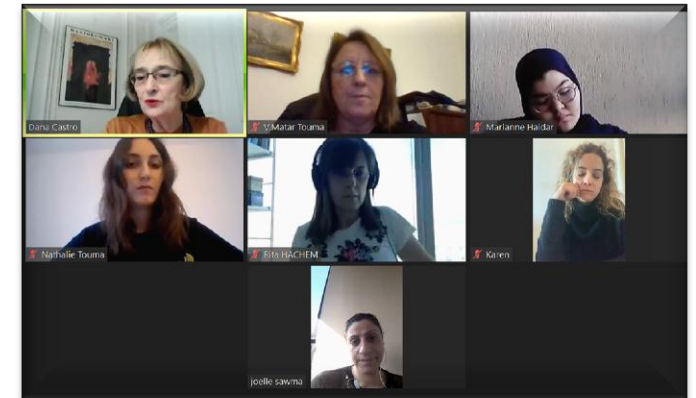 Dana Castro
V.Matar Touma
Marianne Haidar
Nathalie Touma
Rita HACHEM
Karen
joelle sawma